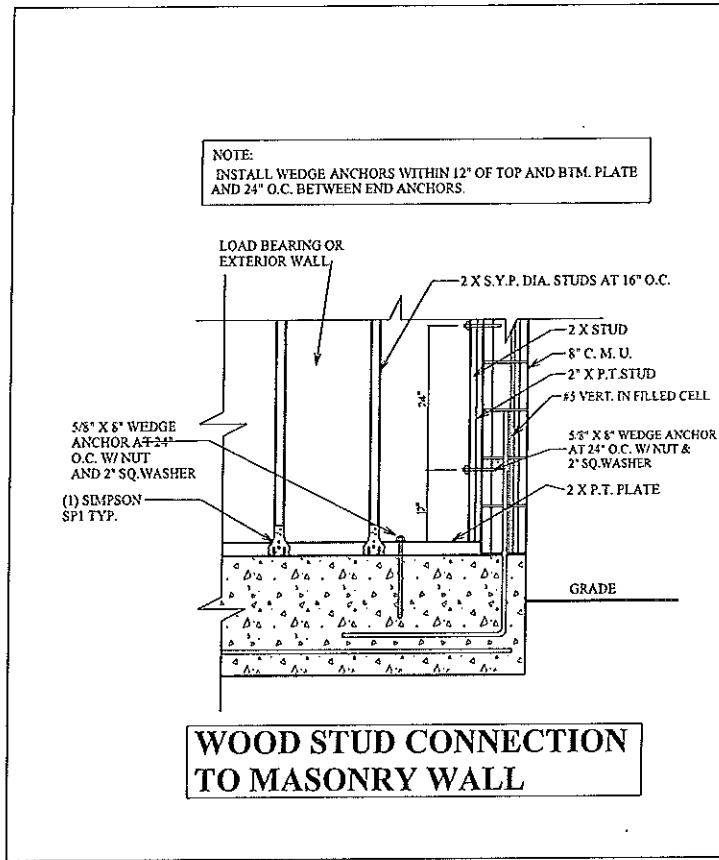 NOTE:
INSTALL WEDGE ANCHORS WITHIN 12" OF TOP AND BTM. PLATE
AND 24" O.C. BETWEEN END ANCHORS.
LOAD BEARING OR
EXTERIOR WALL
2 X S.Y.P. DIA. STUDS AT 16" O.C.
2 X STUD
8" C. M. U.
2" X P.T.STUD
#5 VERT. IN FILLED CELL
24"
5/8" X 8" WEDGE
ANCHOR AT 24"
O.C. W/ NUT
AND 2" SQ.WASHER
5/8" X 8" WEDGE ANCHOR
AT 24" O.C. W/ NUT &
2" SQ.WASHER
12"
(1) SIMPSON
SP1 TYP.
2 X P.T. PLATE
GRADE
WOOD STUD CONNECTION
TO MASONRY WALL